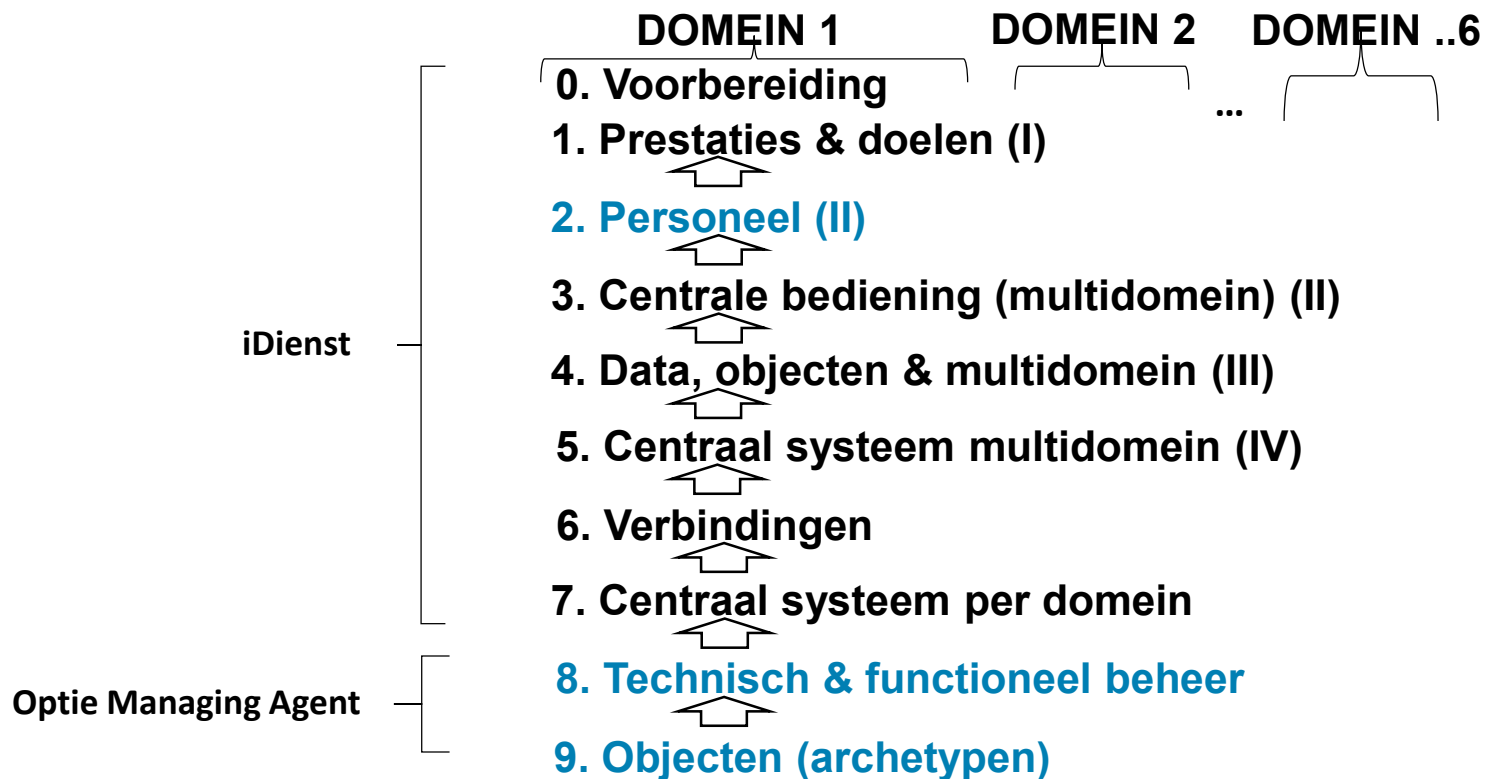 DOMEIN 1 DOMEIN 2 DOMEIN ..6
0. Voorbereiding
...
1. Prestaties & doelen (I)
2. Personeel (II)
3. Centrale bediening (multidomein) (II)
iDienst
4. Data, objecten & multidomein (III)
5. Centraal systeem multidomein (IV)
6. Verbindingen
7. Centraal systeem per domein
8. Technisch & functioneel beheer
Optie Managing Agent
9. Objecten (archetypen)